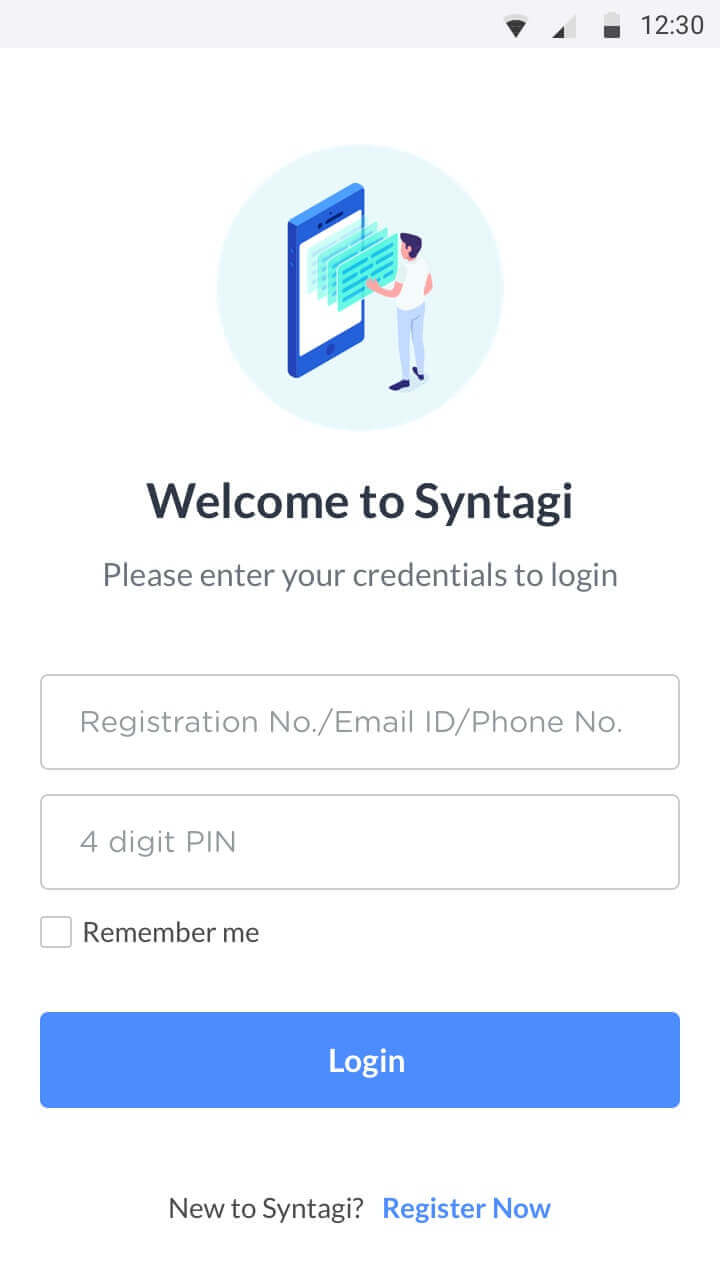 12:30
Welcome to Syntagi
Please enter your credentials to login
Registration No./Email ID/Phone No.
4 digit PIN
Remember me
Login
New to Syntagi? Register Now